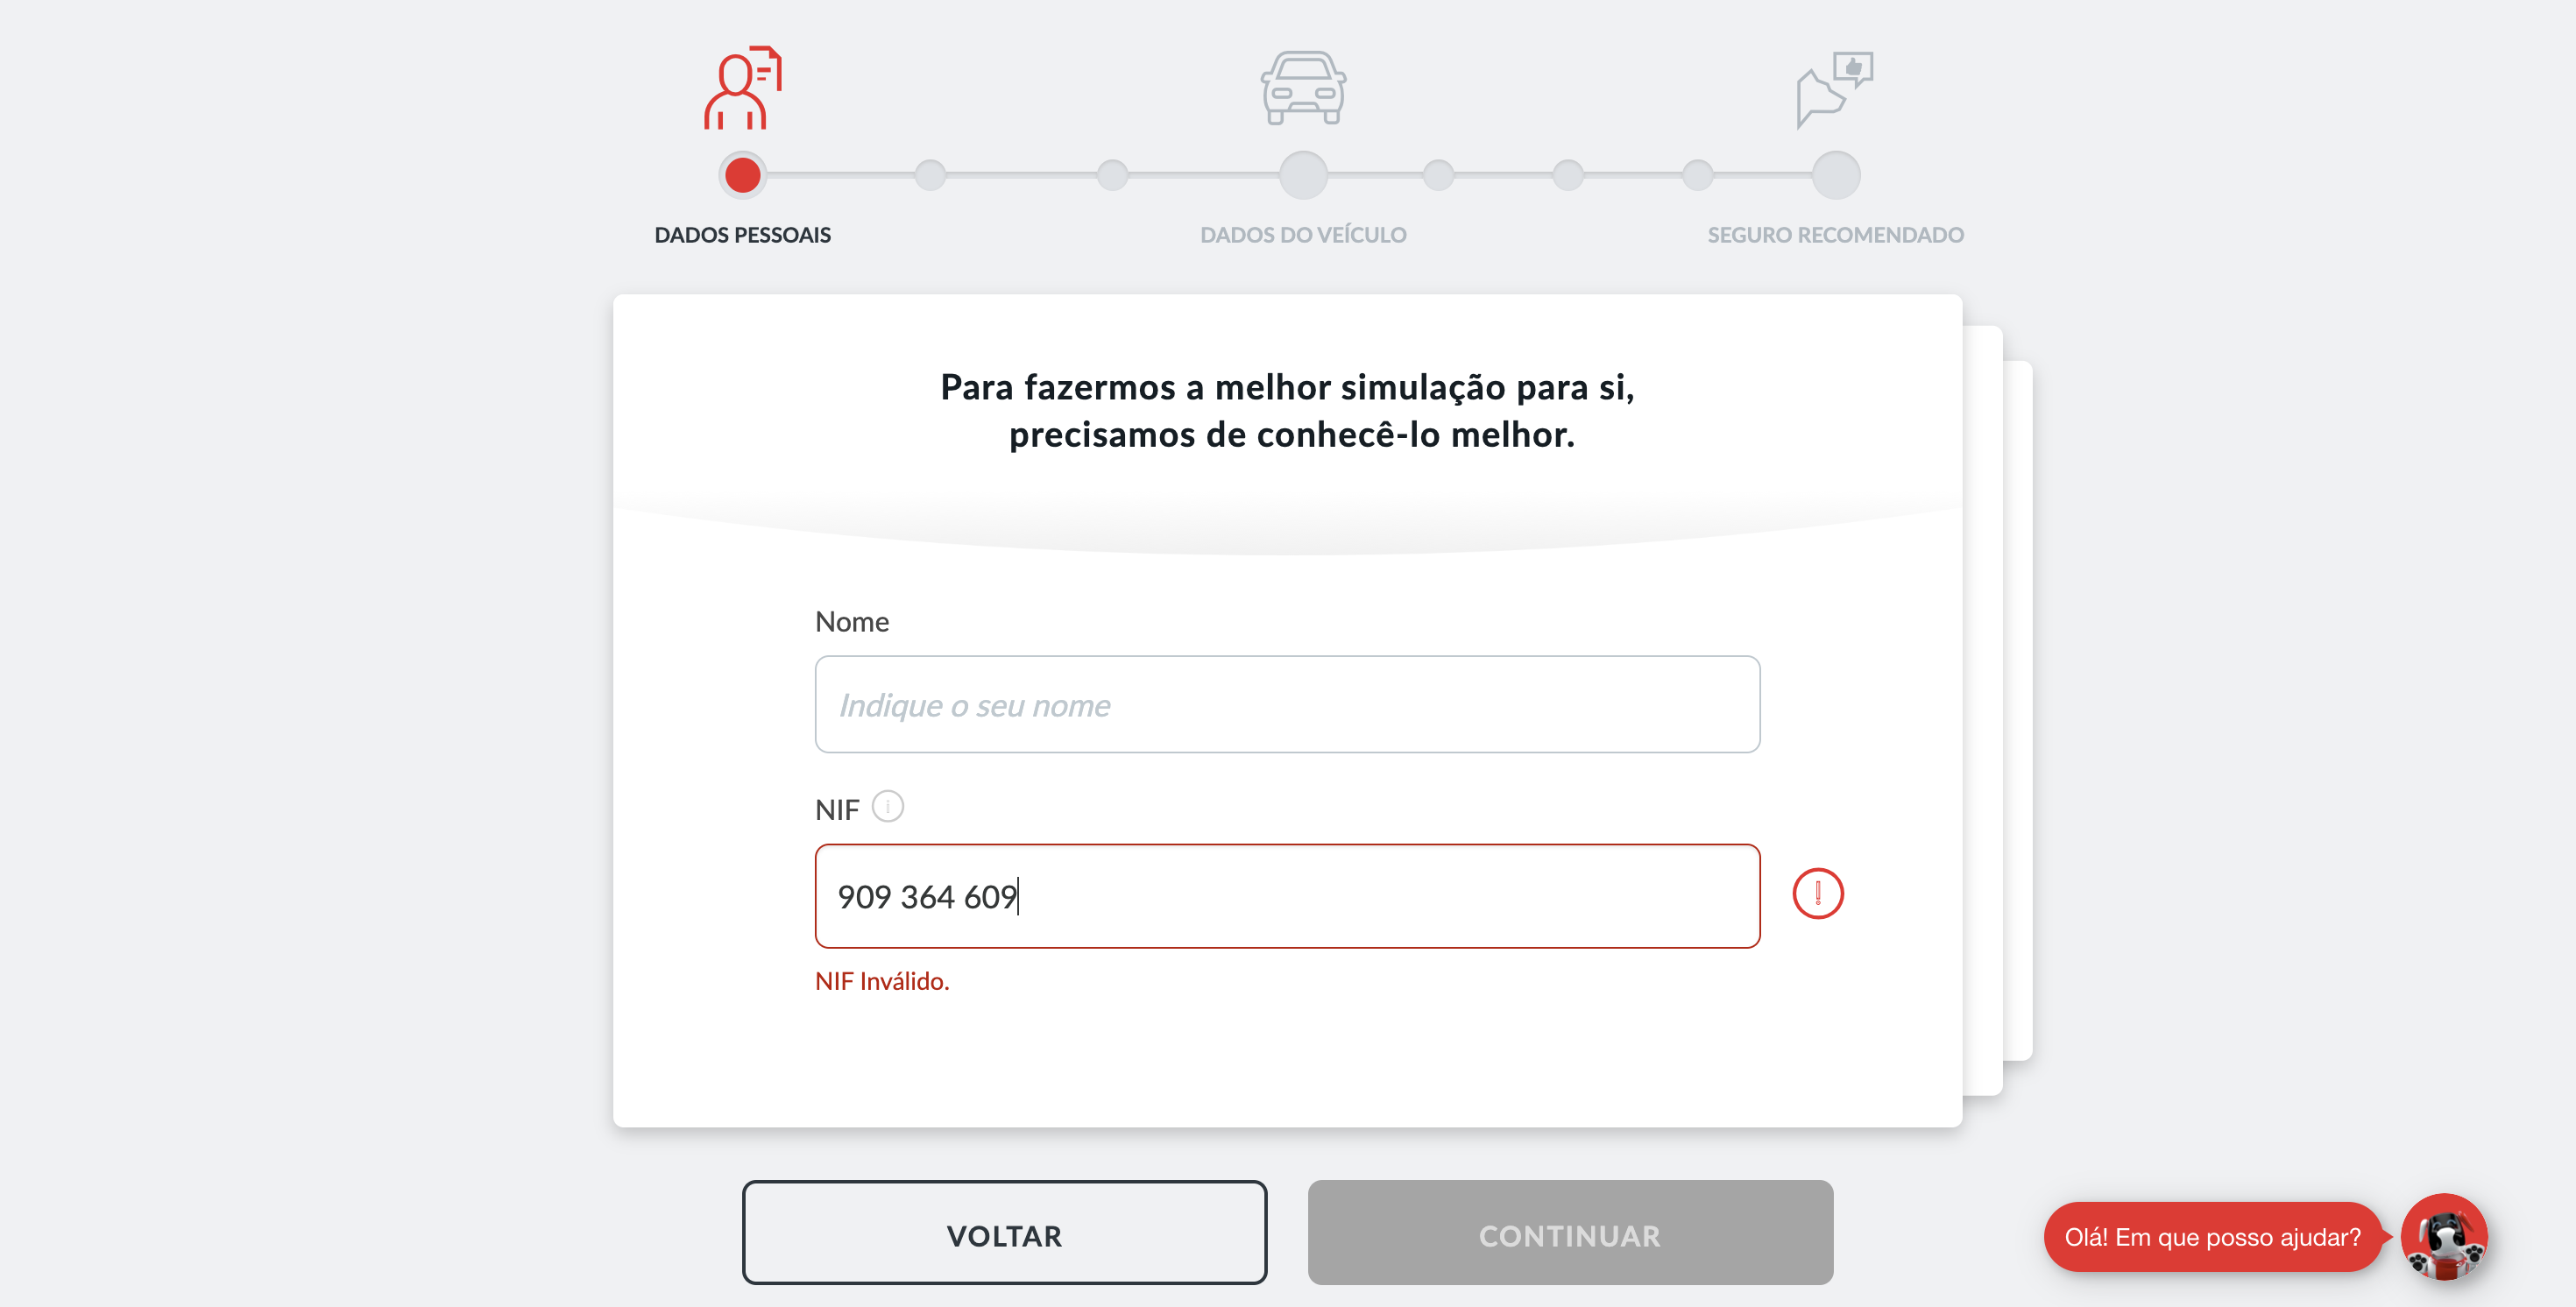 DADOS PESSOAIS
DADOS DO VEÍCULO
SEGURO RECOMENDADO
Para fazermos a melhor simulação para si,
precisamos de conhecê-lo melhor.
Nome
Indique o seu nome
NIF
909 364 609
NIF Inválido.
VOLTAR
CONTINUAR
Olá! Em que posso ajudar?